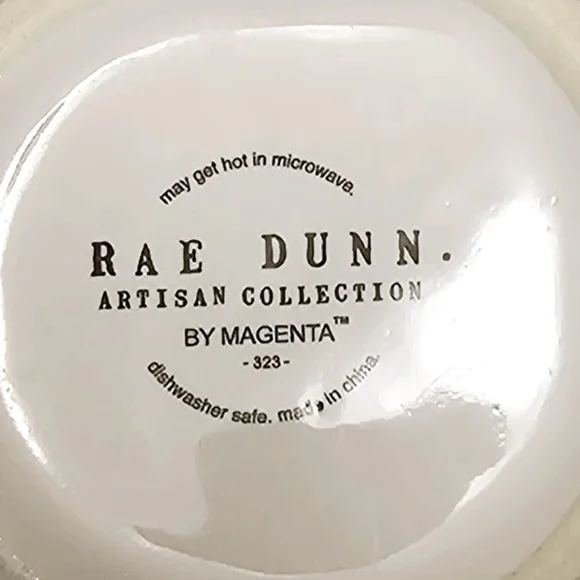 may get hot in microwave.
RAE DUNN.
ARTISAN COLLECTION
BY MAGENTA™
-323-
dishwasher safe. made in china.